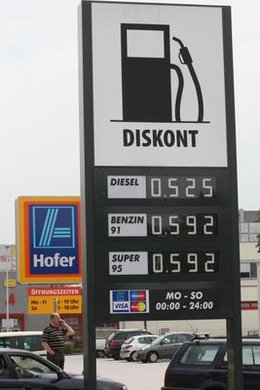 DISKONT
DIESEL 0.525
BENZIN 91 0.592
SUPER 95 0.592
VISA MO - SO
00:00 - 24:00
Hofer
ÖFFNUNGSZEITEN